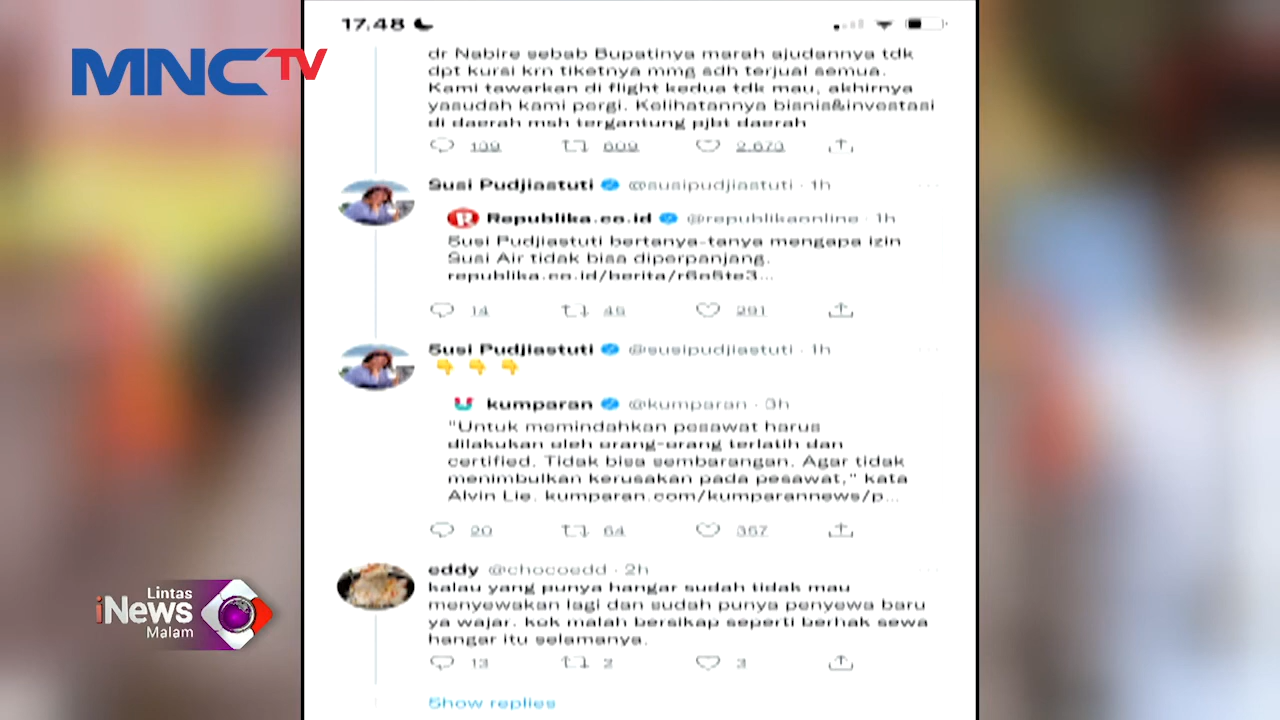 17.48
MNCTV
dr Nabire sebab Bupatinya marah ajudannya tdk
dpt kursi krn tiketnya mmg sdh terjual semua.
Kami tawarkan di flight kedua tdk mau, akhirnya
yasudah kami pergi. Kelihatannya bisnis&investasi
di daerah msh tergantung pjbt daerah
139 609 2.673
Susi Pudjiastuti @susipudjiastuti · 1h
Republika.co.id @republikaonline · 1h
Susi Pudjiastuti bertanya-tanya mengapa izin
Susi Air tidak bisa diperpanjang.
republika.co.id/berita/r6n5te3...
14 45 291
Susi Pudjiastuti @susipudjiastuti · 1h
👇 👇 👇
kumparan @kumparan · 3h
"Untuk memindahkan pesawat harus
dilakukan oleh orang-orang terlatih dan
certified. Tidak bisa sembarangan. Agar tidak
menimbulkan kerusakan pada pesawat," kata
Alvin Lie. kumparan.com/kumparannews/p...
20 64 367
eddy @chocoedd · 2h
kalau yang punya hangar sudah tidak mau
menyewakan lagi dan sudah punya penyewa baru
ya wajar. kok malah bersikap seperti berhak sewa
hangar itu selamanya.
13 2 3
Show replies
Lintas
iNews
Malam